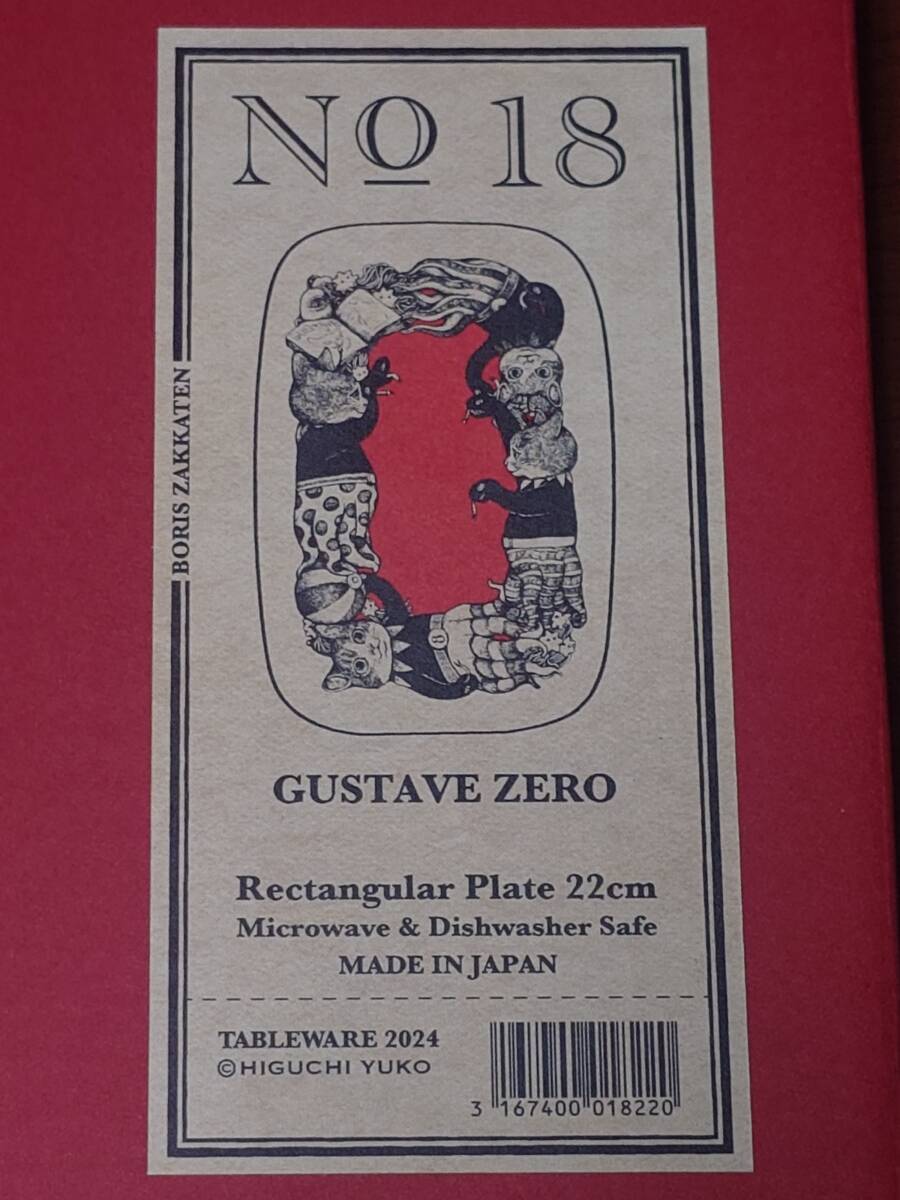 No 18
BORIS ZAKKATEN
8
GUSTAVE ZERO
Rectangular Plate 22cm
Microwave & Dishwasher Safe
MADE IN JAPAN
TABLEWARE 2024
©HIGUCHI YUKO
3 167400 018220